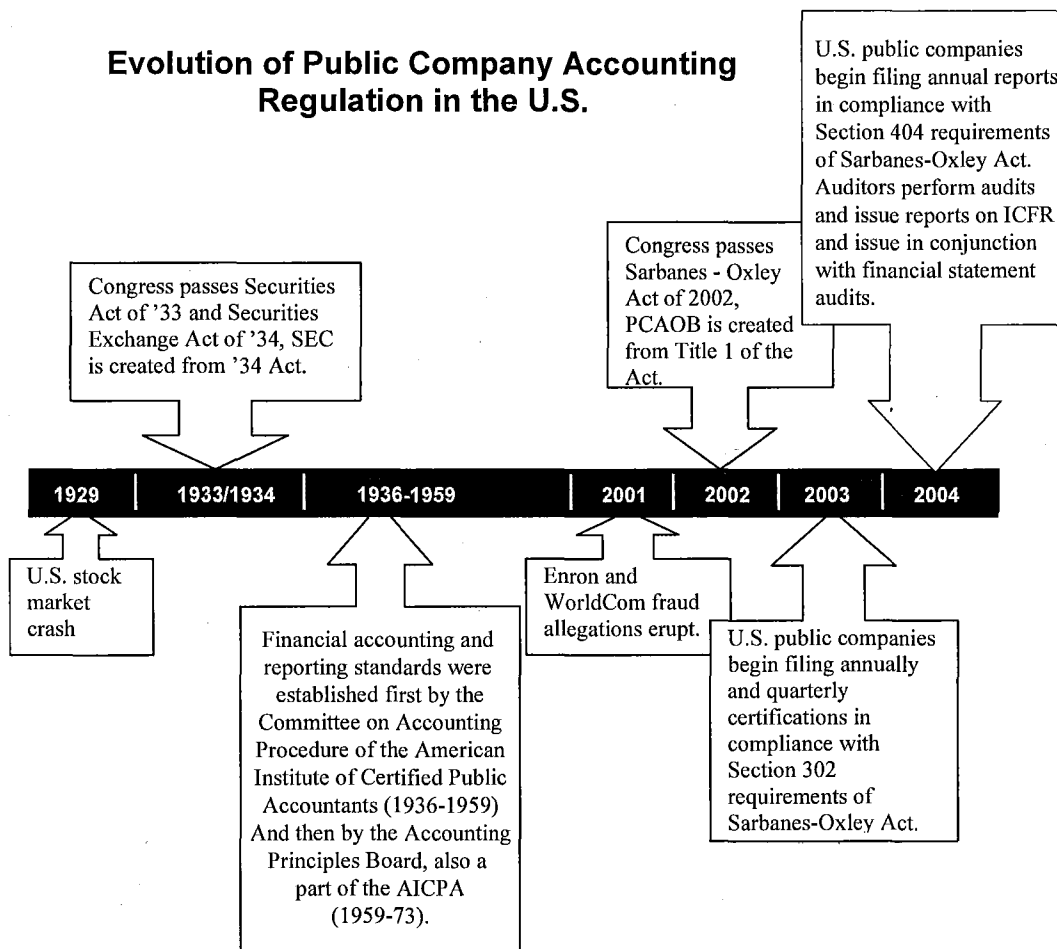 Evolution of Public Company Accounting
Regulation in the U.S.
U.S. public companies
begin filing annual reports
in compliance with
Section 404 requirements
of Sarbanes-Oxley Act.
Auditors perform audits
and issue reports on ICFR
and issue in conjunction
with financial statement
audits.
Congress passes Securities
Act of '33 and Securities
Exchange Act of '34, SEC
is created from '34 Act.
Congress passes
Sarbanes - Oxley
Act of 2002,
PCAOB is created
from Title 1 of the
Act.
1929
1933/1934
1936-1959
2001
2002
2003
2004
U.S. stock
market
crash
Financial accounting and
reporting standards were
established first by the
Committee on Accounting
Procedure of the American
Institute of Certified Public
Accountants (1936-1959)
And then by the Accounting
Principles Board, also a
part of the AICPA
(1959-73).
Enron and
WorldCom fraud
allegations erupt.
U.S. public companies
begin filing annually
and quarterly
certifications in
compliance with
Section 302
requirements of
Sarbanes-Oxley Act.